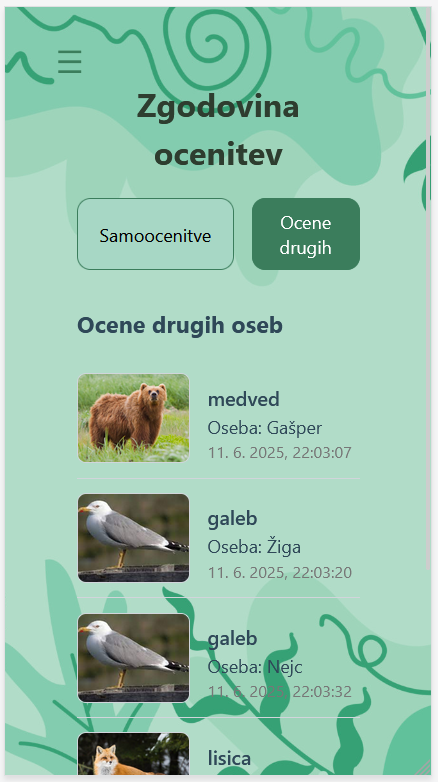 Zgodovina
ocenitev
Samoocenitve
Ocene
drugih
Ocene drugih oseb
medved
Oseba: Gašper
11. 6. 2025, 22:03:07
galeb
Oseba: Žiga
11. 6. 2025, 22:03:20
galeb
Oseba: Nejc
11. 6. 2025, 22:03:32
lisica